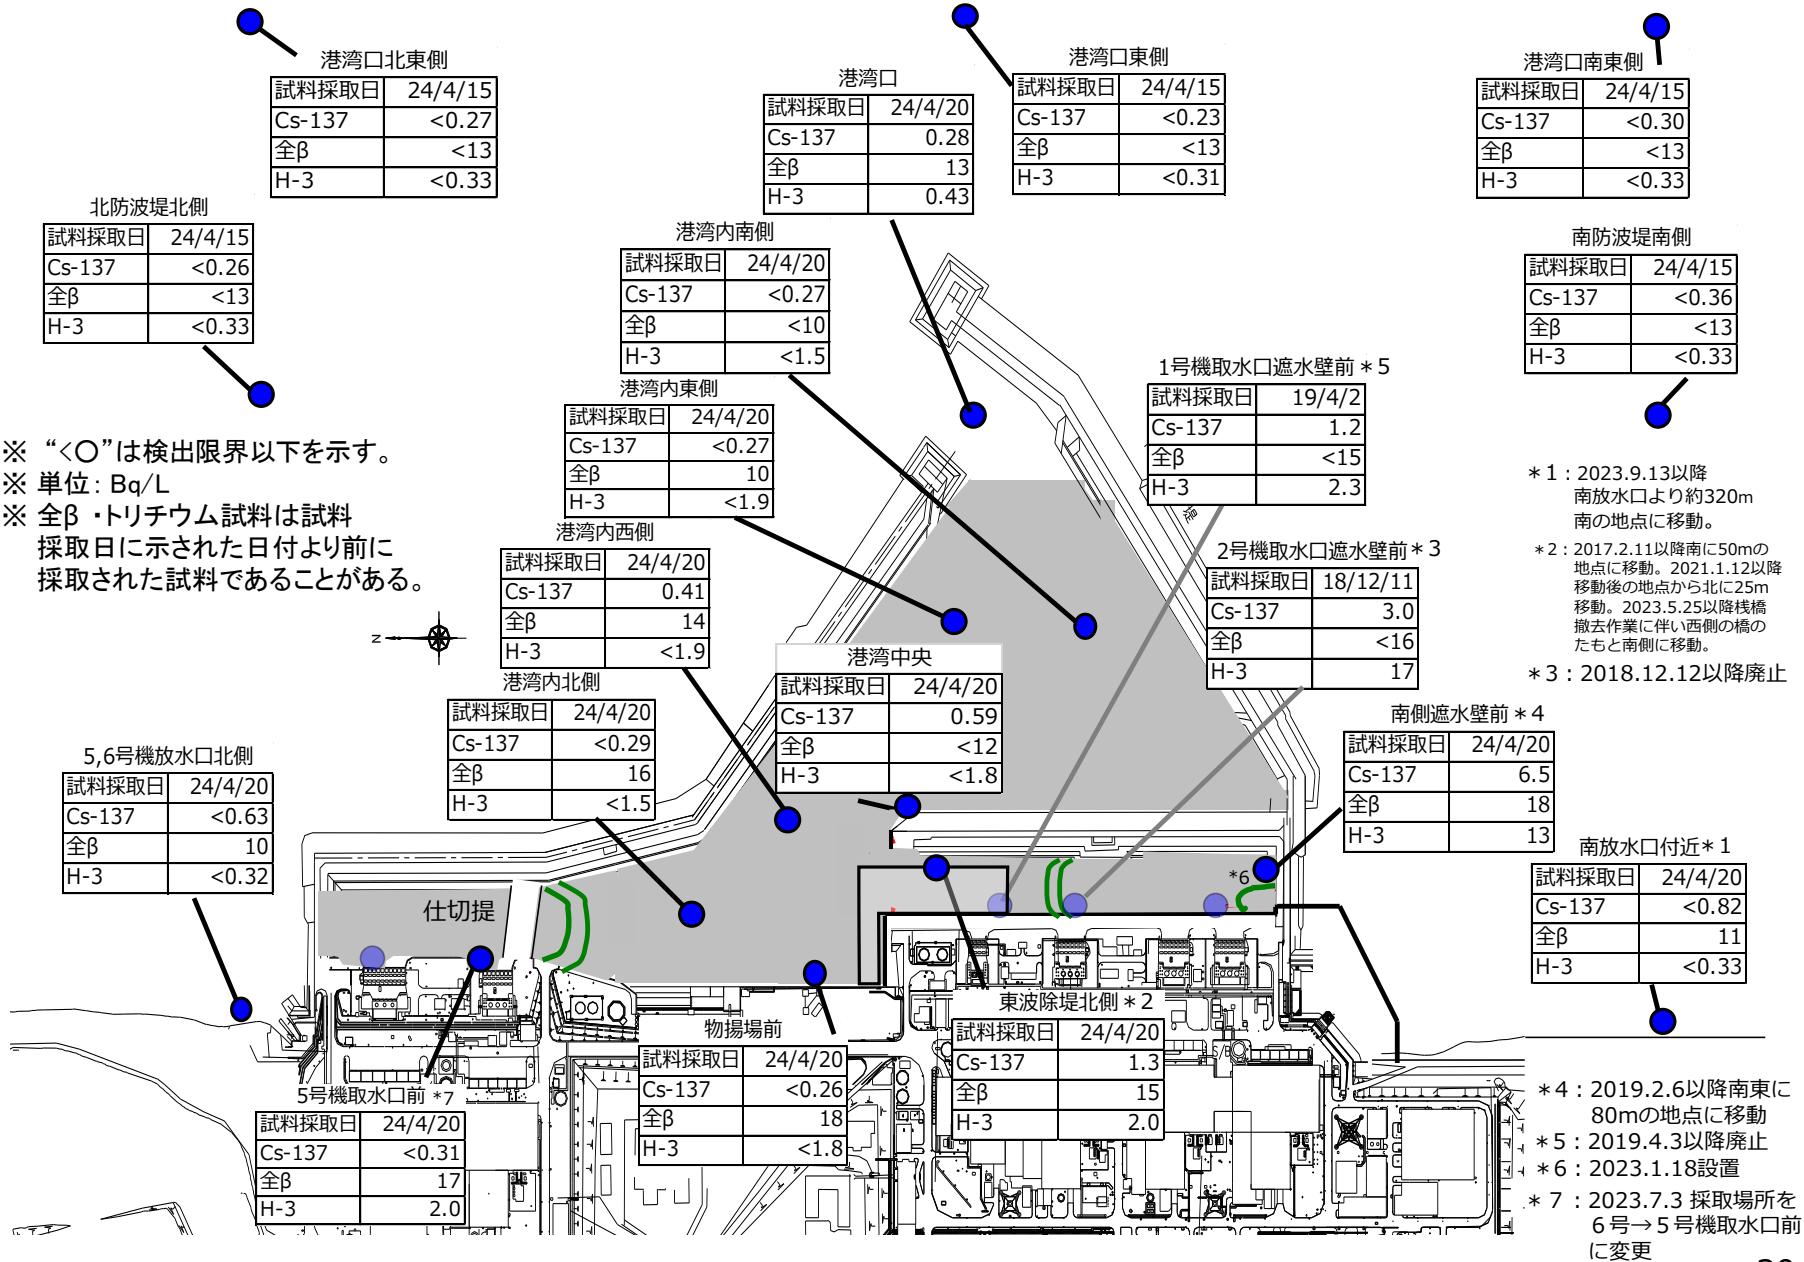 港湾口北東側
試料採取日 24/4/15
Cs-137 <0.27
全β <13
H-3 <0.33
港湾口
試料採取日 24/4/20
Cs-137 0.28
全β 13
H-3 0.43
港湾口東側
試料採取日 24/4/15
Cs-137 <0.23
全β <13
H-3 <0.31
港湾口南東側
試料採取日 24/4/15
Cs-137 <0.30
全β <13
H-3 <0.33
北防波堤北側
試料採取日 24/4/15
Cs-137 <0.26
全β <13
H-3 <0.33
港湾内南側
試料採取日 24/4/20
Cs-137 <0.27
全β <10
H-3 <1.5
南防波堤南側
試料採取日 24/4/15
Cs-137 <0.36
全β <13
H-3 <0.33
港湾内東側
試料採取日 24/4/20
Cs-137 <0.27
全β 10
H-3 <1.9
1号機取水口遮水壁前＊5
試料採取日 19/4/2
Cs-137 1.2
全β <15
H-3 2.3
堤
※ “<○”は検出限界以下を示す。
※ 単位：Bq/L
※ 全β ・トリチウム試料は試料
採取日に示された日付より前に
採取された試料であることがある。
N
＊1：2023.9.13以降
南放水口より約320m
南の地点に移動。
＊2：2017.2.11以降南に50mの
地点に移動。2021.1.12以降
移動後の地点から北に25m
移動。2023.5.25以降桟橋
撤去作業に伴い西側の橋の
たもと南側に移動。
＊3：2018.12.12以降廃止
港湾内西側
試料採取日 24/4/20
Cs-137 0.41
全β 14
H-3 <1.9
2号機取水口遮水壁前＊3
試料採取日 18/12/11
Cs-137 3.0
全β <16
H-3 17
港湾中央
試料採取日 24/4/20
Cs-137 0.59
全β <12
H-3 <1.8
港湾内北側
試料採取日 24/4/20
Cs-137 <0.29
全β 16
H-3 <1.5
南側遮水壁前＊4
試料採取日 24/4/20
Cs-137 6.5
全β 18
H-3 13
5,6号機放水口北側
試料採取日 24/4/20
Cs-137 <0.63
全β 10
H-3 <0.32
南放水口付近＊1
試料採取日 24/4/20
Cs-137 <0.82
全β 11
H-3 <0.33
仕切提
*6
物揚場前
試料採取日 24/4/20
Cs-137 <0.26
全β 18
H-3 <1.8
東波除堤北側＊2
試料採取日 24/4/20
Cs-137 1.3
全β 15
H-3 2.0
5号機取水口前 *7
試料採取日 24/4/20
Cs-137 <0.31
全β 17
H-3 2.0
＊4：2019.2.6以降南東に
80mの地点に移動
＊5：2019.4.3以降廃止
＊6：2023.1.18設置
＊7：2023.7.3 採取場所を
6号→5号機取水口前
に変更